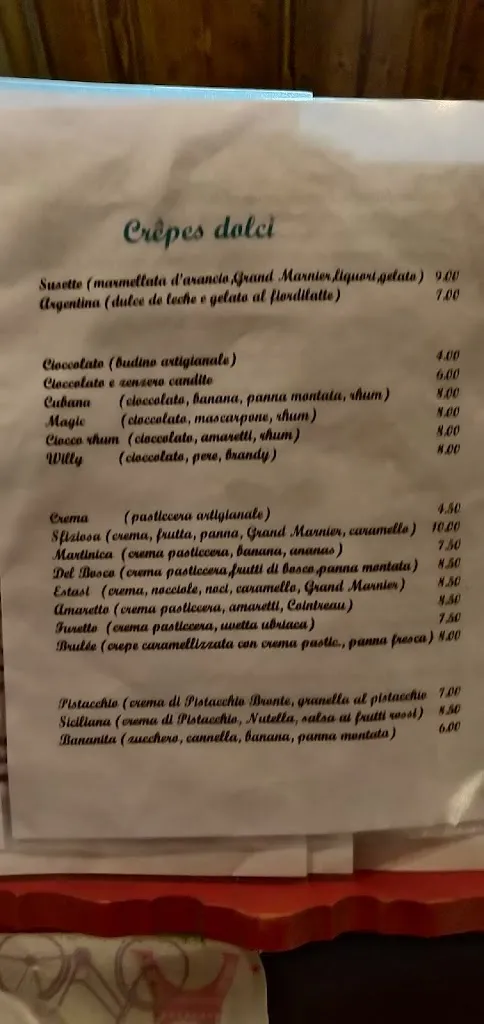 Crêpes dolci
Susette (marmellata d'arancio,Grand Marnier,liquori,gelato) 9.00
Argentina (dulce de leche e gelato al fiordilatte) 7.00
Cioccolato (budino artigianale) 4.00
Cioccolato e zenzero candito 6.00
Cubana (cioccolato, banana, panna montata, rhum) 8.00
Magic (cioccolato, mascarpone, rhum) 8.00
Ciocco rhum (cioccolato, amaretti, rhum) 8.00
Willy (cioccolato, pere, brandy) 8.00
Crema (pasticcera artigianale) 4.50
Sfiziosa (crema, frutta, panna, Grand Marnier, caramello) 10.00
Martinica (crema pasticcera, banana, ananas) 7.50
Del Bosco (crema pasticcera,frutti di bosco,panna montata) 8.50
Estasi (crema, nocciole, noci, caramello, Grand Marnier) 8.50
Amaretto (crema pasticcera, amaretti, Cointreau) 8.50
Furetto (crema pasticcera, uvetta ubriaca) 7.50
Brulée (crepe caramellizzata con crema pastic., panna fresca) 8.00
Pistacchio (crema di Pistacchio Bronte, granella al pistacchio 7.00
Siciliana (crema di Pistacchio, Nutella, salsa ai frutti rossi) 8.50
Bananita (zucchero, cannella, banana, panna montata) 6.00